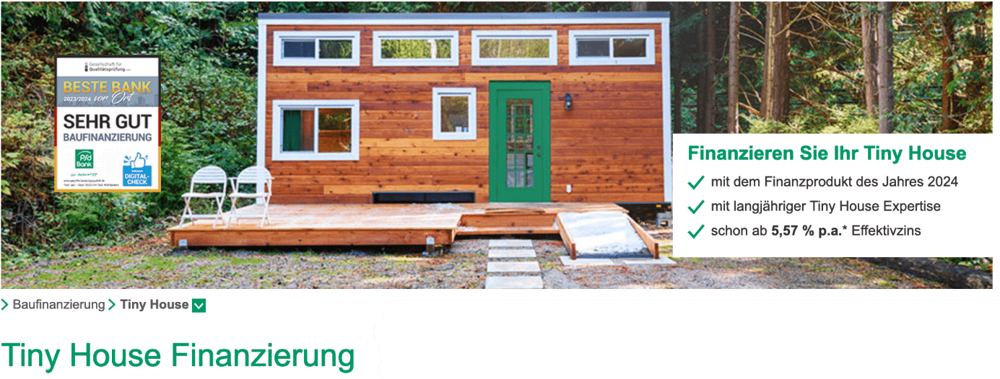 Gesellschaft für
Qualitätsprüfung
BESTE BANK
2023/2024 vor Ort
SEHR GUT
BAUFINANZIERUNG
PSD
Bank
DIGITAL-
CHECK
Finanzieren Sie Ihr Tiny House
mit dem Finanzprodukt des Jahres 2024
mit langjähriger Tiny House Expertise
schon ab 5,57 % p.a.* Effektivzins
Baufinanzierung
Tiny House
Tiny House Finanzierung